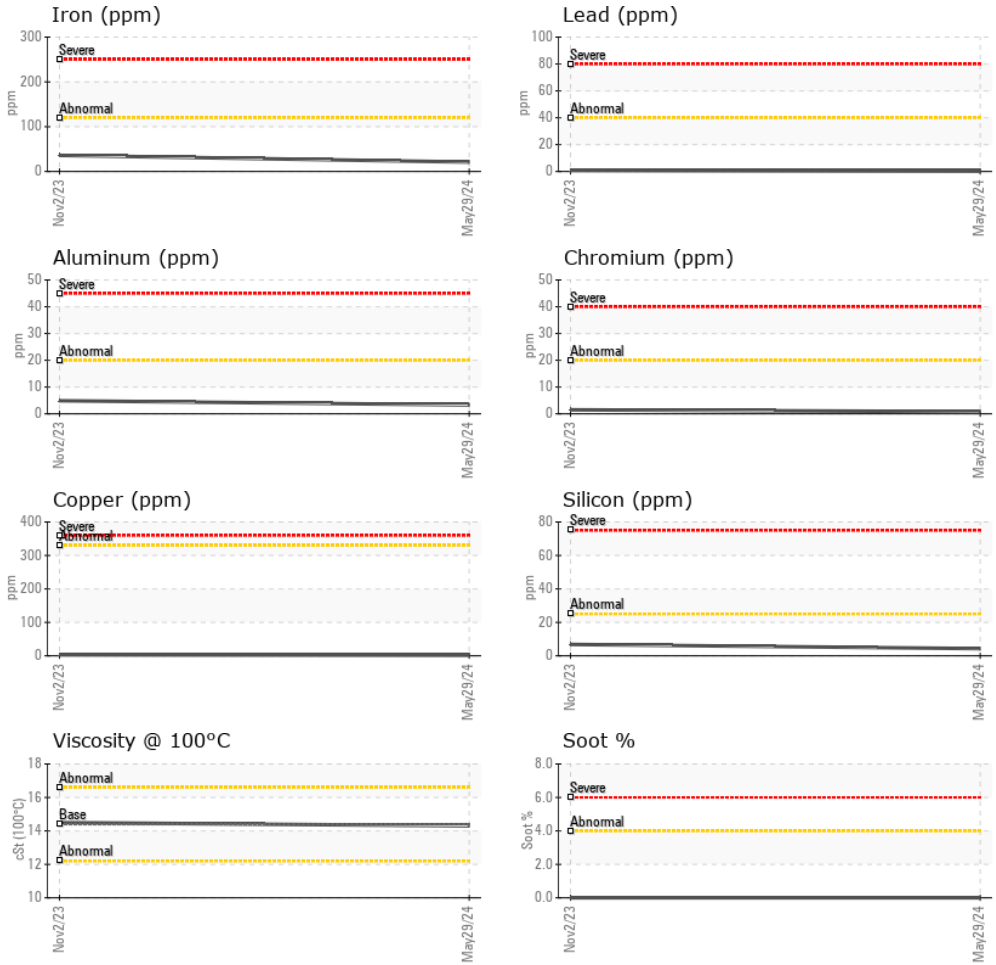 Iron (ppm)
300
200
100
0
ppm
Severe
Abnormal
Nov2/23
May29/24
Lead (ppm)
100
80
60
40
20
0
ppm
Severe
Abnormal
Nov2/23
May29/24
Aluminum (ppm)
50
40
30
20
10
0
ppm
Severe
Abnormal
Nov2/23
May29/24
Chromium (ppm)
50
40
30
20
10
0
ppm
Severe
Abnormal
Nov2/23
May29/24
Copper (ppm)
400
300
200
100
0
ppm
Severe
Abnormal
Nov2/23
May29/24
Silicon (ppm)
80
60
40
20
0
ppm
Severe
Abnormal
Nov2/23
May29/24
Viscosity @ 100°C
18
16
14
12
10
cSt (100°C)
Abnormal
Base
Abnormal
Nov2/23
May29/24
Soot %
8.0
6.0
4.0
2.0
0.0
Soot %
Severe
Abnormal
Nov2/23
May29/24